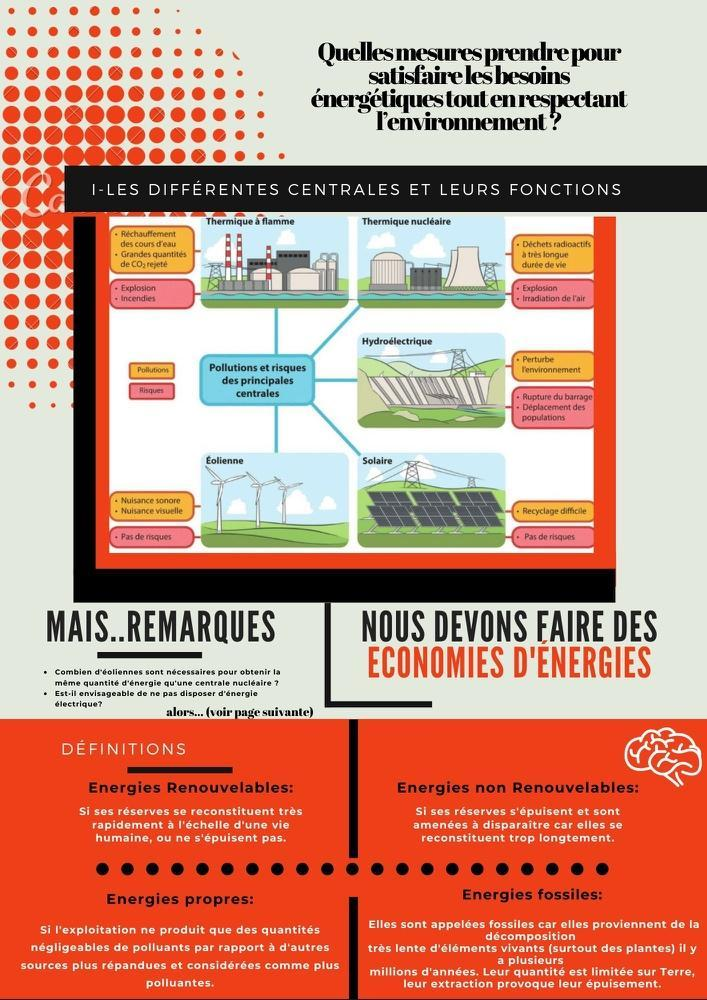 Quelles mesures prendre pour
satisfaire les besoins
énergétiques tout en respectant
l'environnement ?
I-LES DIFFÉRENTES CENTRALES ET LEURS FONCTIONS
Thermique à flamme
Thermique nucléaire
• Réchauffement
des cours d'eau
• Grandes quantités
de CO₂ rejeté
• Explosion
• Incendies
• Déchets radioactifs
à très longue
durée de vie
• Explosion
• Irradiation de l'air
Hydroélectrique
Pollutions
Risques
Pollutions et risques
des principales
centrales
• Perturbe
l'environnement
• Rupture du barrage
• Déplacement des
populations
Éolienne
Solaire
• Nuisance sonore
• Nuisance visuelle
• Pas de risques
• Recyclage difficile
• Pas de risques
MAIS..REMARQUES
• Combien d'éoliennes sont nécessaires pour obtenir la
même quantité d'énergie qu'une centrale nucléaire ?
• Est-il envisageable de ne pas disposer d'énergie
électrique?
alors... (voir page suivante)
NOUS DEVONS FAIRE DES
ECONOMIES D'ÉNERGIES
DÉFINITIONS
Energies Renouvelables:
Si ses réserves se reconstituent très
rapidement à l'échelle d'une vie
humaine, ou ne s'épuisent pas.
Energies non Renouvelables:
Si ses réserves s'épuisent et sont
amenées à disparaitre car elles se
reconstituent trop longtement.
Energies propres:
Si l'exploitation ne produit que des quantités
négligeables de polluants par rapport à d'autres
sources plus répandues et considérées comme plus
polluantes.
Energies fossiles:
Elles sont appelées fossiles car elles proviennent de la
décomposition
très lente d'éléments vivants (surtout des plantes) il y
a plusieurs
millions d'années. Leur quantité est limitée sur Terre,
leur extraction provoque leur épuisement.